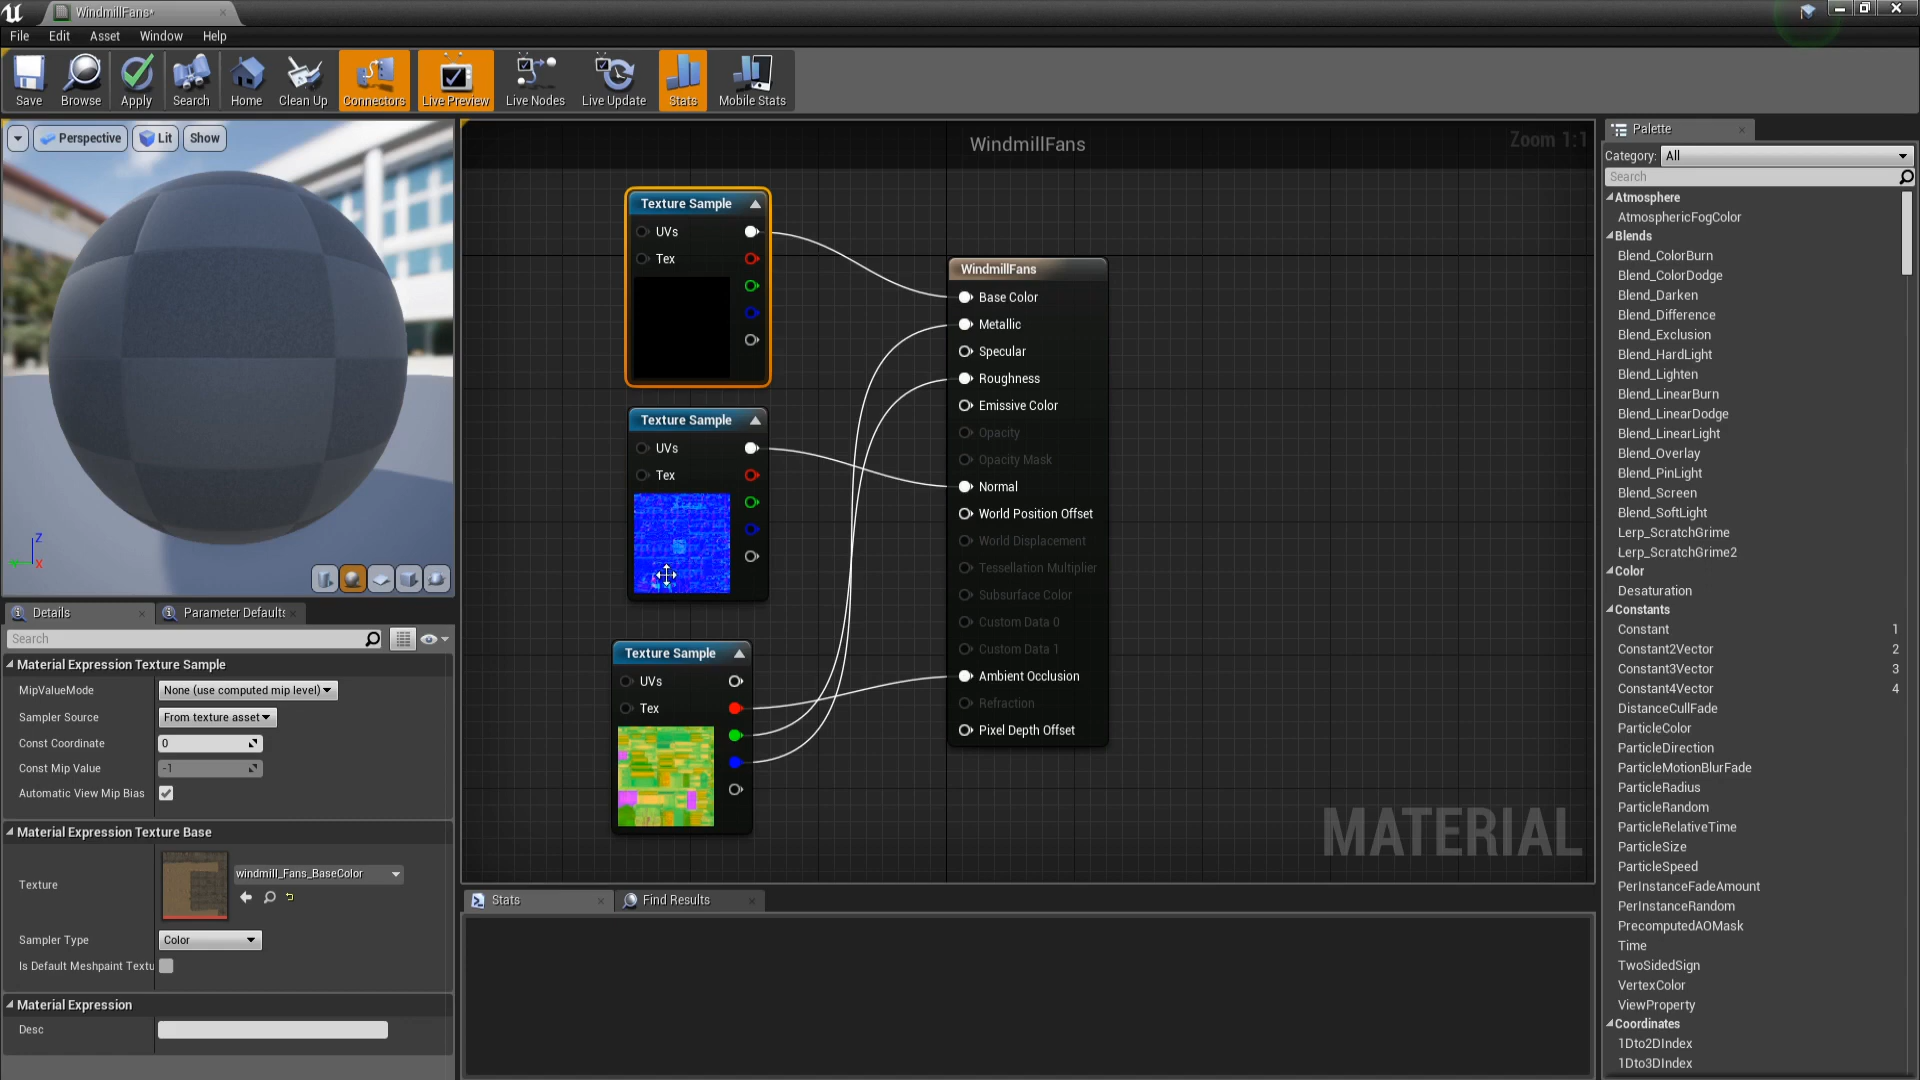 WindmillFans*
File Edit Asset Window Help
Save Browse Apply Search Home Clean Up Connectors Live Preview Live Nodes Live Update Stats Mobile Stats
Perspective Lit Show
Z
X
Details Parameter Defaults
Search
Material Expression Texture Sample
MipValueMode None (use computed mip level)
Sampler Source From texture asset
Const Coordinate 0
Const Mip Value -1
Automatic View Mip Bias
Material Expression Texture Base
Texture windmill_Fans_BaseColor
Sampler Type Color
Is Default Meshpaint Textu
Material Expression
Desc
WindmillFans
Zoom 1:1
Texture Sample
UVs
Tex
Texture Sample
UVs
Tex
Texture Sample
UVs
Tex
WindmillFans
Base Color
Metallic
Specular
Roughness
Emissive Color
Opacity
Opacity Mask
Normal
World Position Offset
World Displacement
Tessellation Multiplier
Subsurface Color
Custom Data 0
Custom Data 1
Ambient Occlusion
Refraction
Pixel Depth Offset
MATERIAL
Stats Find Results
Palette
Category: All
Search
Atmosphere
AtmosphericFogColor
Blends
Blend_ColorBurn
Blend_ColorDodge
Blend_Darken
Blend_Difference
Blend_Exclusion
Blend_HardLight
Blend_Lighten
Blend_LinearBurn
Blend_LinearDodge
Blend_LinearLight
Blend_Overlay
Blend_PinLight
Blend_Screen
Blend_SoftLight
Lerp_ScratchGrime
Lerp_ScratchGrime2
Color
Desaturation
Constants
Constant 1
Constant2Vector 2
Constant3Vector 3
Constant4Vector 4
DistanceCullFade
ParticleColor
ParticleDirection
ParticleMotionBlurFade
ParticleRadius
ParticleRandom
ParticleRelativeTime
ParticleSize
ParticleSpeed
PerInstanceFadeAmount
PerInstanceRandom
PrecomputedAOMask
Time
TwoSidedSign
VertexColor
ViewProperty
Coordinates
1Dto2DIndex
1Dto3DIndex